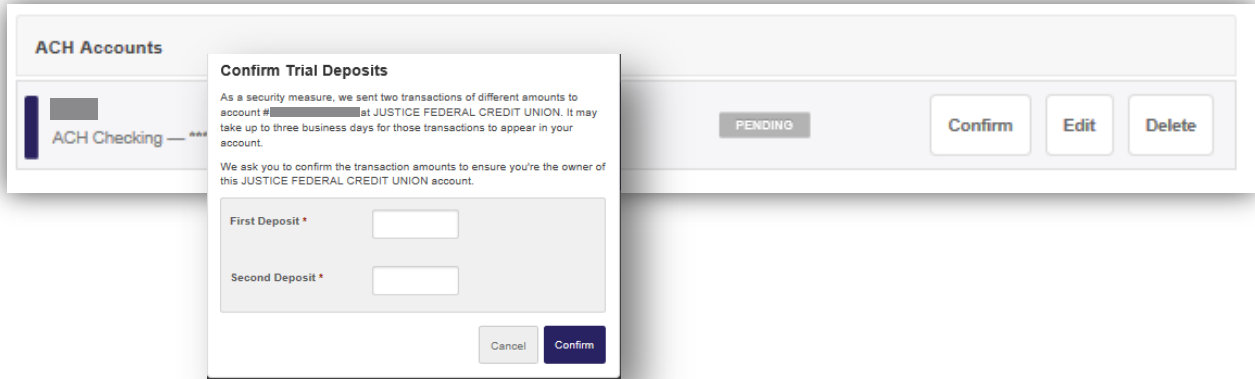 ACH Accounts
ACH Checking — ***
PENDING
Confirm
Edit
Delete
Confirm Trial Deposits
As a security measure, we sent two transactions of different amounts to
account # at JUSTICE FEDERAL CREDIT UNION. It may
take up to three business days for those transactions to appear in your
account.
We ask you to confirm the transaction amounts to ensure you're the owner of
this JUSTICE FEDERAL CREDIT UNION account.
First Deposit *
Second Deposit *
Cancel
Confirm